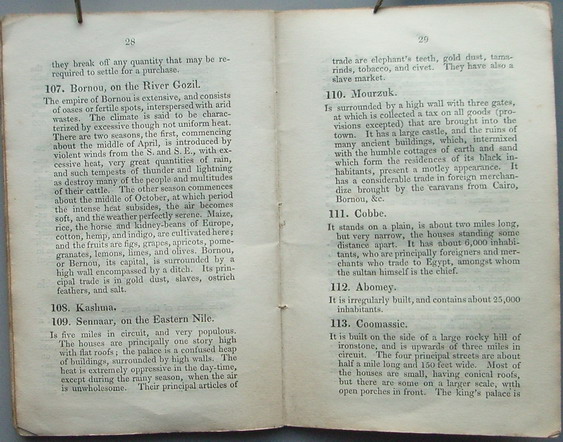 28
they break off any quantity that may be re-
required to settle for a purchase.
107. Bornou, on the River Gozil.
The empire of Bornou is extensive, and consists
of oases or fertile spots, interspersed with arid
wastes. The climate is said to be charac-
terized by excessive though not uniform heat.
There are two seasons, the first, commencing
about the middle of April, is introduced by
violent winds from the S. and S. E., with ex-
cessive heat, very great quantities of rain,
and such tempests of thunder and lightning
as destroy many of the people and multitudes
of their cattle. The other season commences
about the middle of October, at which period
the intense heat subsides, the air becomes
soft, and the weather perfectly serene. Maize,
rice, the horse and kidney-beans of Europe,
cotton, hemp, and indigo, are cultivated here;
and the fruits are figs, grapes, apricots, pome-
granates, lemons, limes, and olives. Bornou,
or Bernou, its capital, is surrounded by a
high wall encompassed by a ditch. Its prin-
cipal trade is in gold dust, slaves, ostrich
feathers, and salt.
108. Kashma,
109. Sennaar, on the Eastern Nile.
Is five miles in circuit, and very populous.
The houses are principally one story high
with flat roofs; the palace is a confused heap
of buildings, surrounded by high walls. The
heat is extremely oppressive in the day-time,
except during the rainy season, when the air
is unwholesome. Their principal articles of
29
trade are elephant's teeth, gold dust, tama-
rinds, tobacco, and civet. They have also a
slave market.
110. Mourzuk.
Is surrounded by a high wall with three gates,
at which is collected a tax on all goods (pro-
visions excepted) that are brought into the
town. It has a large castle, and the ruins of
many ancient buildings, which, intermixed
with the humble cottages of earth and sand
which form the residences of its black in-
habitants, present a motley appearance. It
has a considerable trade in foreign merchan-
dize brought by the caravans from Cairo,
Bornou, &c.
111. Cobbe.
It stands on a plain, is about two miles long,
but very narrow, the houses standing some
distance apart. It has about 6,000 inhabi-
tants, who are principally foreigners and mer-
chants who trade to Egypt, amongst whom
the sultan himself is the chief.
112. Abomey.
It is irregularly built, and contains about 25,000
inhabitants.
113. Coomassie.
It is built on the side of a large rocky hill of
ironstone, and is upwards of three miles in
circuit. The four principal streets are about
half a mile long and 150 feet wide. Most of
the houses are small, having conical roofs,
but there are some on a larger scale, with
open porches in front. The king's palace is